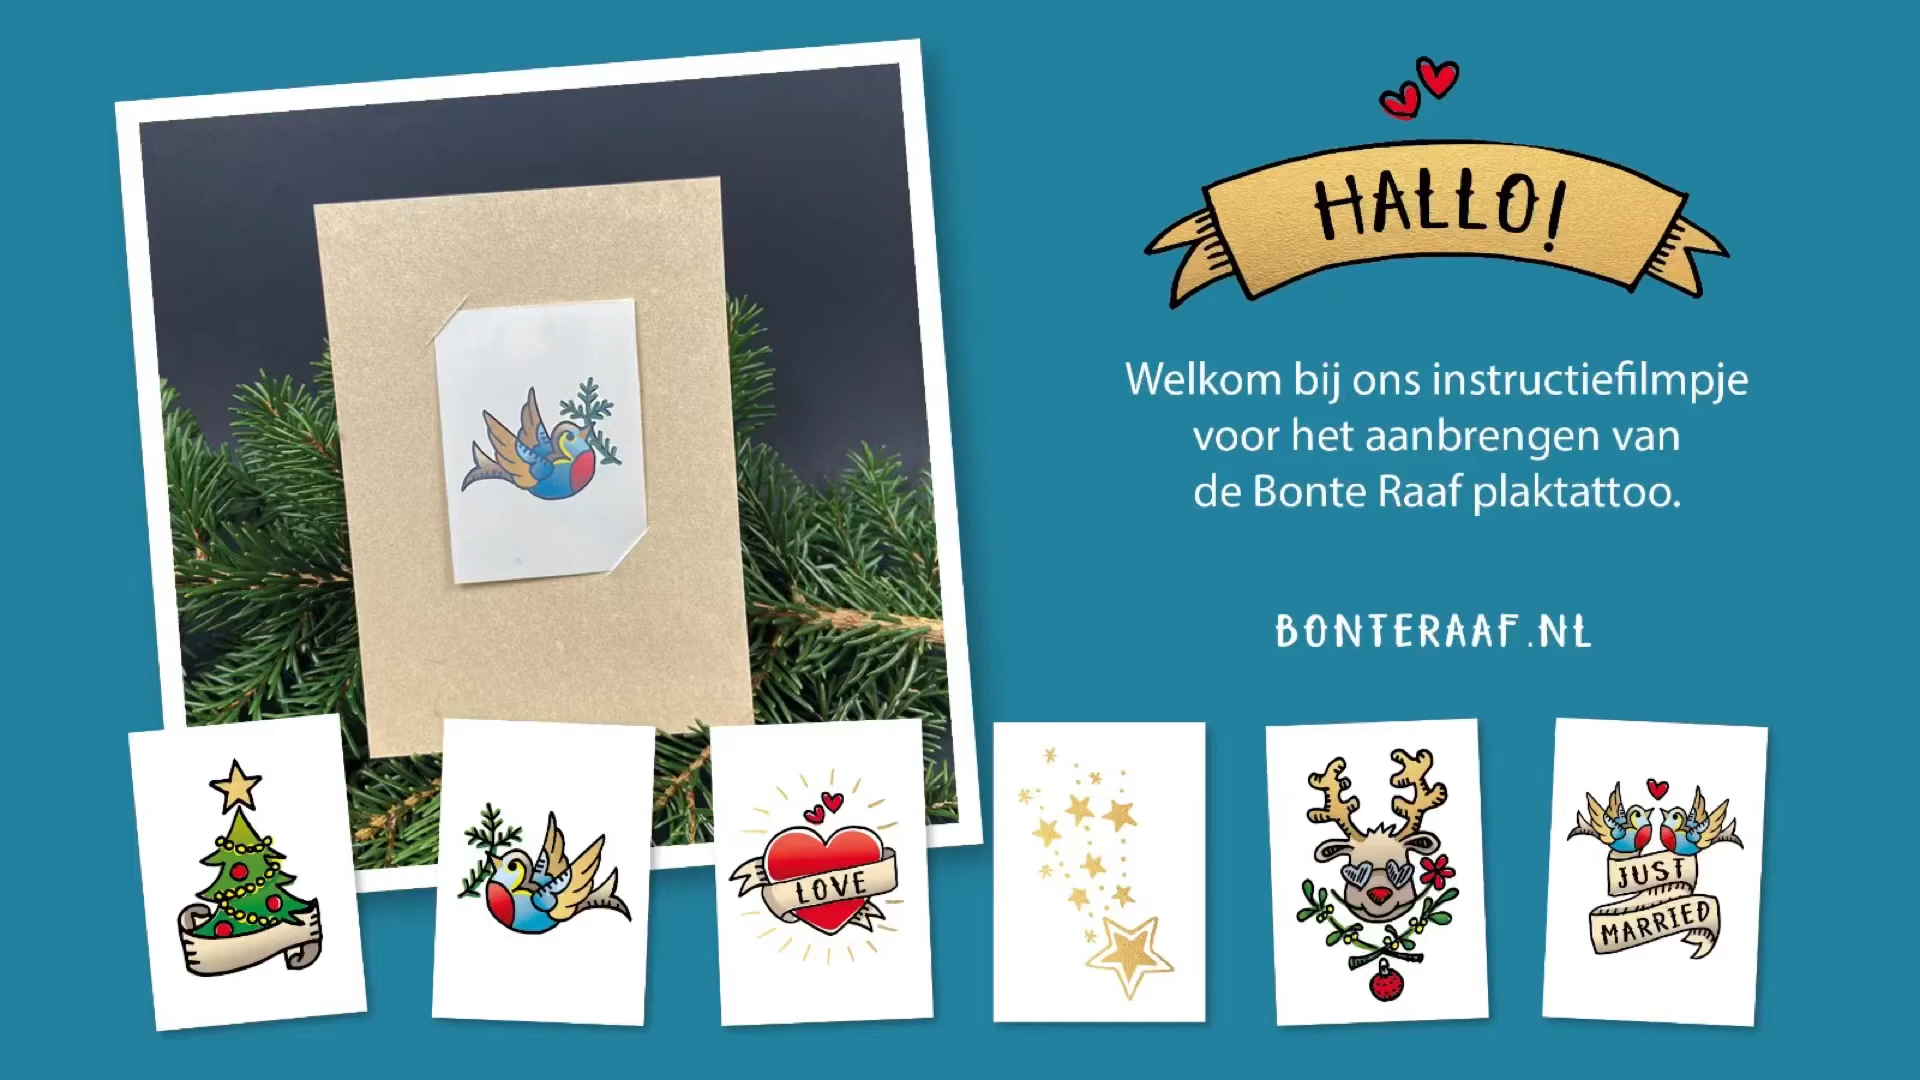 HALLO!
Welkom bij ons instructiefilmpje
voor het aanbrengen van
de Bonte Raaf plaktattoo.
BONTERAAF.NL
LOVE
JUST
MARRIED